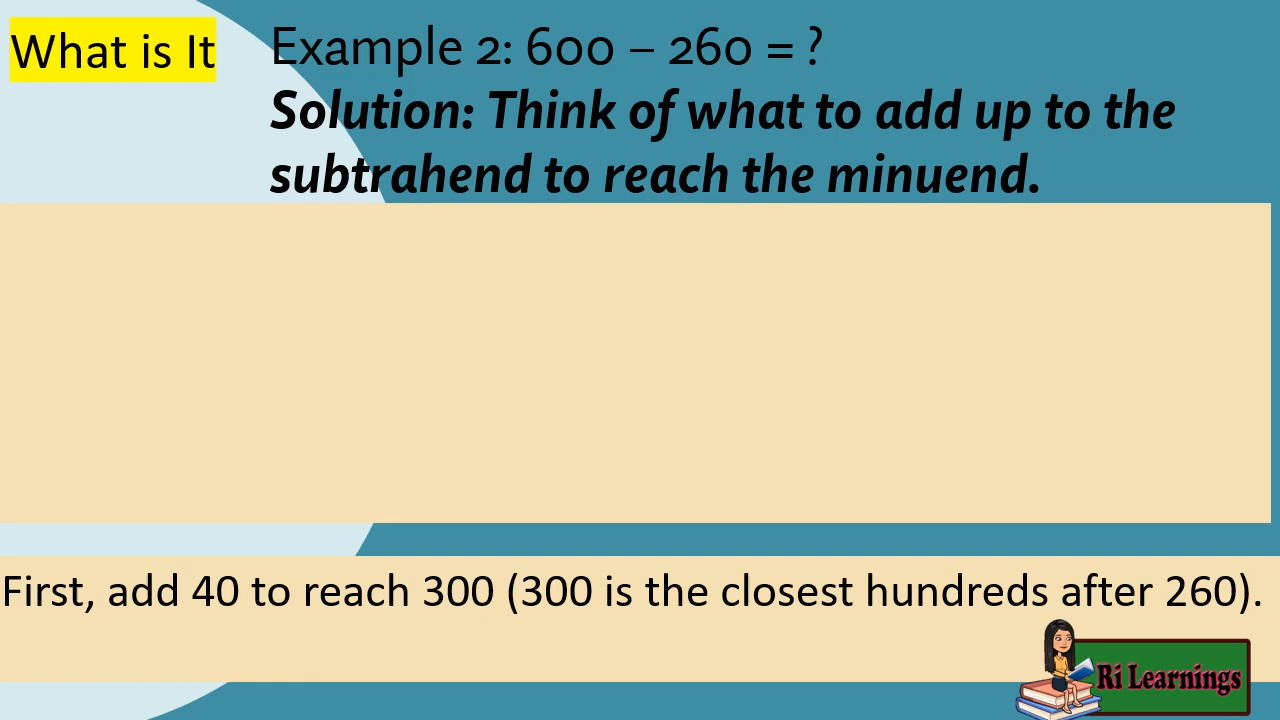 What is It
Example 2: 600 – 260 = ?
Solution: Think of what to add up to the
subtrahend to reach the minuend.
First, add 40 to reach 300 (300 is the closest hundreds after 260).
Ri Learnings